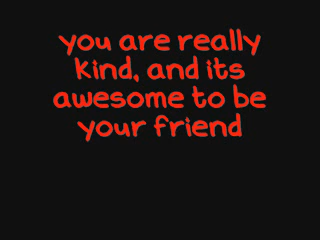 you are really
kind, and its
awesome to be
your friend